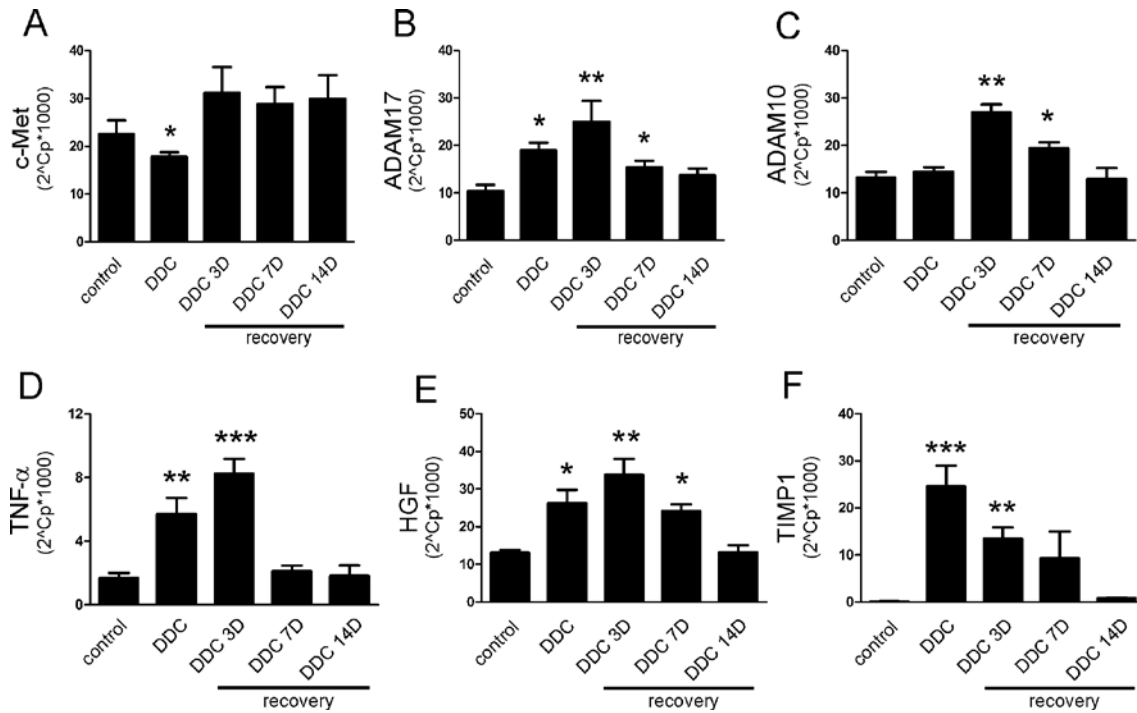 A
c-Met
(2^Cp*1000)
40
30
20
10
0
*
control
DDC
DDC 3D
DDC 7D
DDC 14D
recovery
B
ADAM17
(2^Cp*1000)
40
30
20
10
0
*
**
*
control
DDC
DDC 3D
DDC 7D
DDC 14D
recovery
C
ADAM10
(2^Cp*1000)
40
30
20
10
0
**
*
control
DDC
DDC 3D
DDC 7D
DDC 14D
recovery
D
TNF-α
(2^Cp*1000)
12
8
4
0
**
***
control
DDC
DDC 3D
DDC 7D
DDC 14D
recovery
E
HGF
(2^Cp*1000)
50
40
30
20
10
0
*
**
*
control
DDC
DDC 3D
DDC 7D
DDC 14D
recovery
F
TIMP1
(2^Cp*1000)
40
30
20
10
0
***
**
control
DDC
DDC 3D
DDC 7D
DDC 14D
recovery